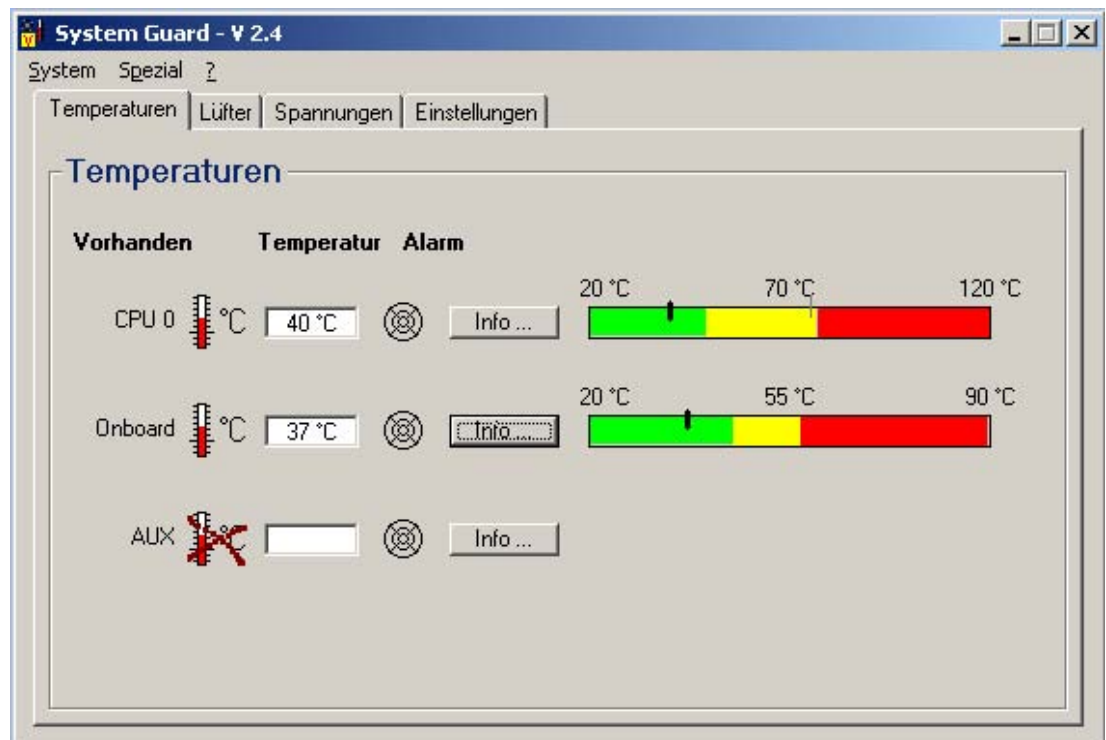 System Guard - V 2.4
System Spezial ?
Temperaturen Lüfter Spannungen Einstellungen
Temperaturen
Vorhanden Temperatur Alarm
20 °C 70 °C 120 °C
CPU 0 °C 40 °C Info ...
20 °C 55 °C 90 °C
Onboard °C 37 °C Info ...
AUX °C Info ...